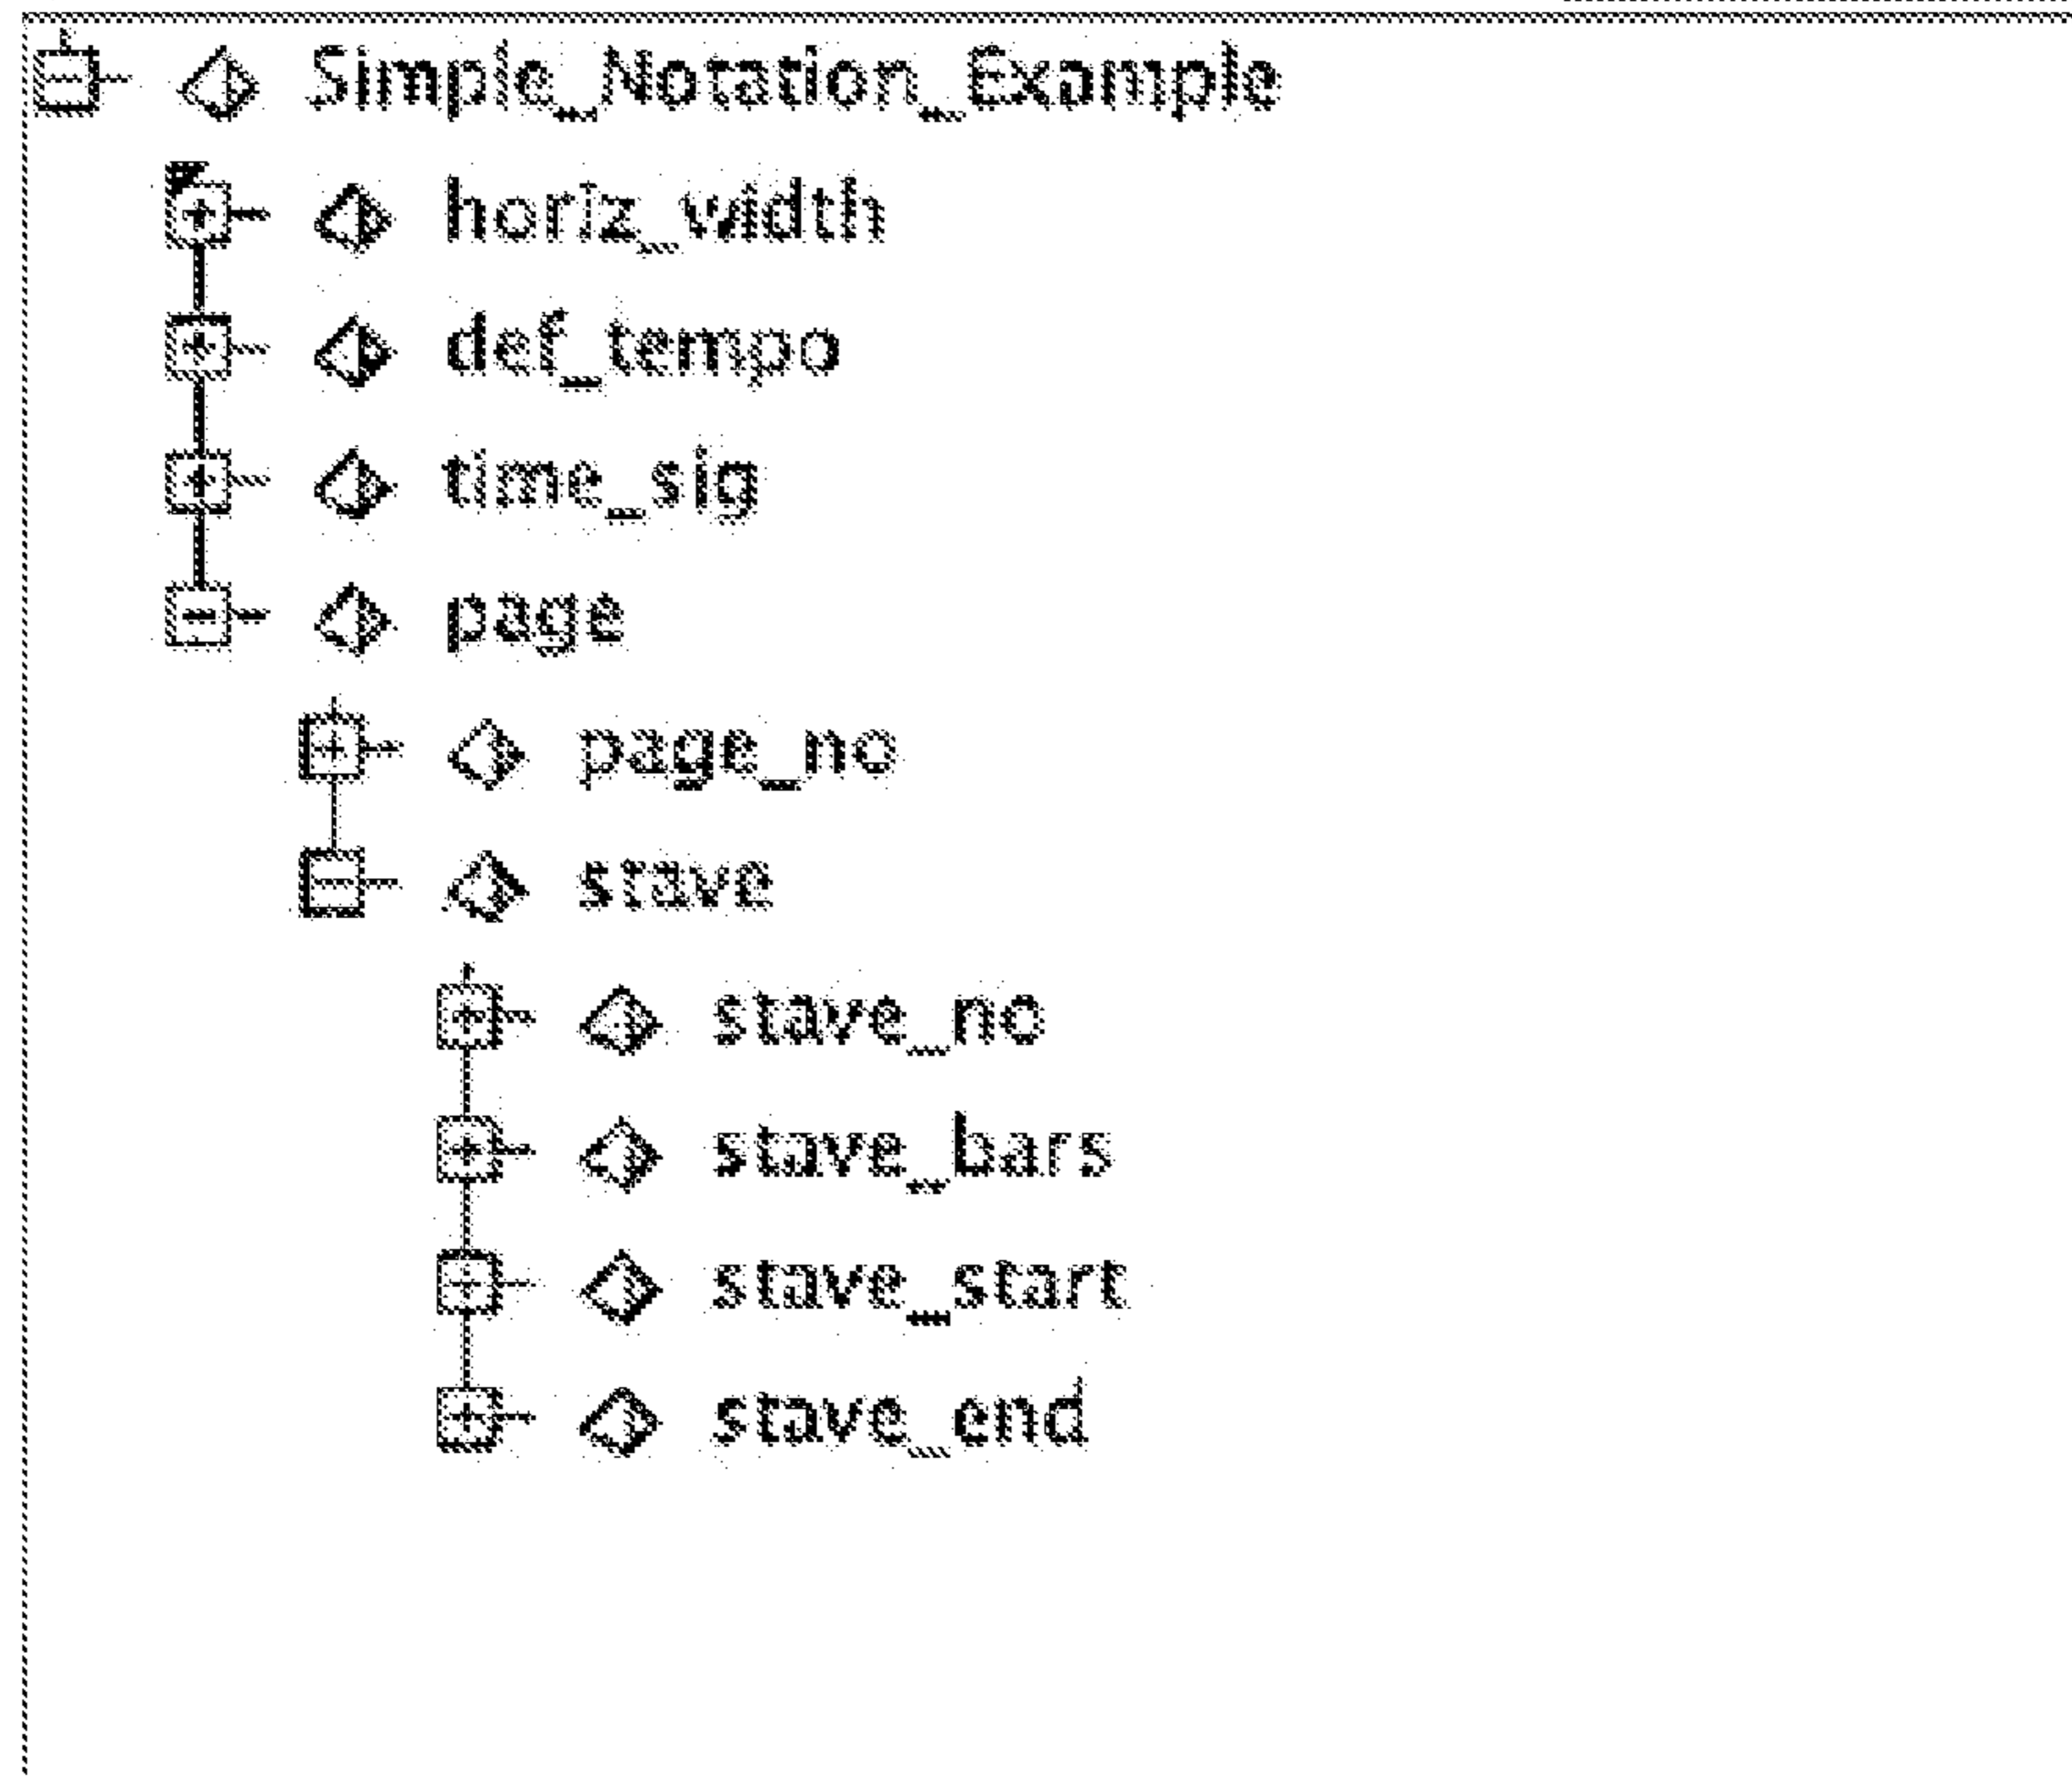 Simple_Notation_Example
horiz_width
def_tempo
time_sig
page
page_no
stave
stave_no
stave_bars
stave_start
stave_end